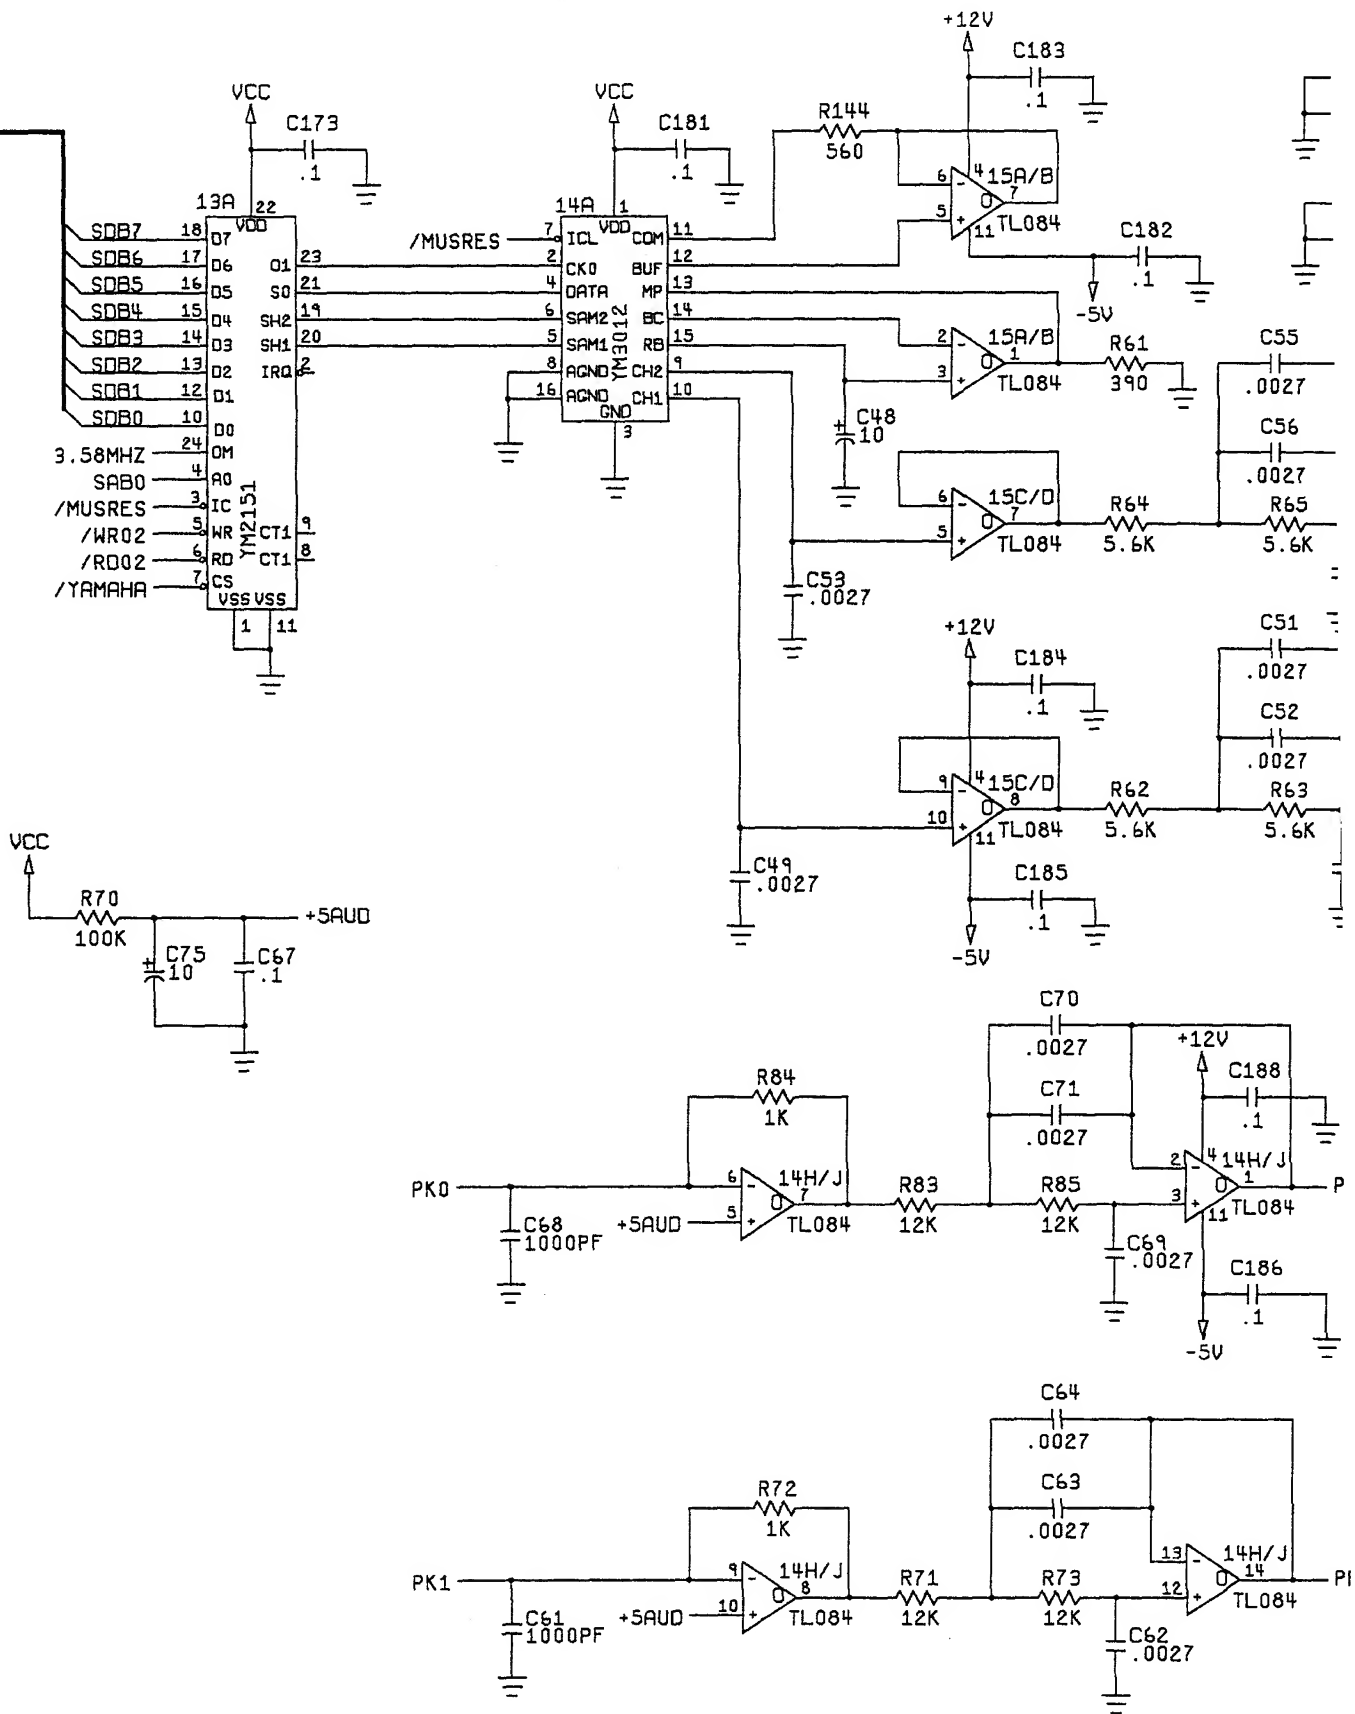 +12V
C183
.1
VCC
C173
.1
VCC
C181
.1
R144
560
13A
22
VDD
14A
1
VDD
6
5
4
15A/B
7
O
11
TL084
C182
.1
-5V
SDB7 18 D7
SDB6 17 D6
SDB5 16 D5
SDB4 15 D4
SDB3 14 D3
SDB2 13 D2
SDB1 12 D1
SDB0 10 D0
3.58MHZ 24 OM
SAB0 4 A0
/MUSRES 3 IC
/WR02 5 WR
/RD02 6 RD
/YAMAHA 7 CS
O1 23
SO 21
SH2 19
SH1 20
IRQ 2
CT1 9
CT1 8
YM2151
VSS VSS
1 11
/MUSRES 7 ICL
2 CKO
4 DATA
6 SAM2
5 SAM1
8 AGND
16 AGND
GND
3
YM3012
COM 11
BUF 12
MP 13
BC 14
RB 15
CH2 9
CH1 10
2
3
15A/B
O
1
TL084
R61
390
C48
10
C55
.0027
C56
.0027
6
5
15C/D
O
7
TL084
R64
5.6K
R65
5.6K
C53
.0027
+12V
C184
.1
C51
.0027
C52
.0027
9
10
4
15C/D
O
8
11
TL084
R62
5.6K
R63
5.6K
C49
.0027
C185
.1
-5V
VCC
R70
100K
+5AUD
C75
10
C67
.1
C70
.0027
C71
.0027
+12V
C188
.1
R84
1K
PK0
6
5
14H/J
O
7
TL084
+5AUD
C68
1000PF
R83
12K
R85
12K
2
3
4
14H/J
O
1
11
TL084
P
C69
.0027
C186
.1
-5V
C64
.0027
C63
.0027
R72
1K
PK1
9
10
14H/J
O
8
TL084
+5AUD
C61
1000PF
R71
12K
R73
12K
13
12
14H/J
O
14
TL084
C62
.0027